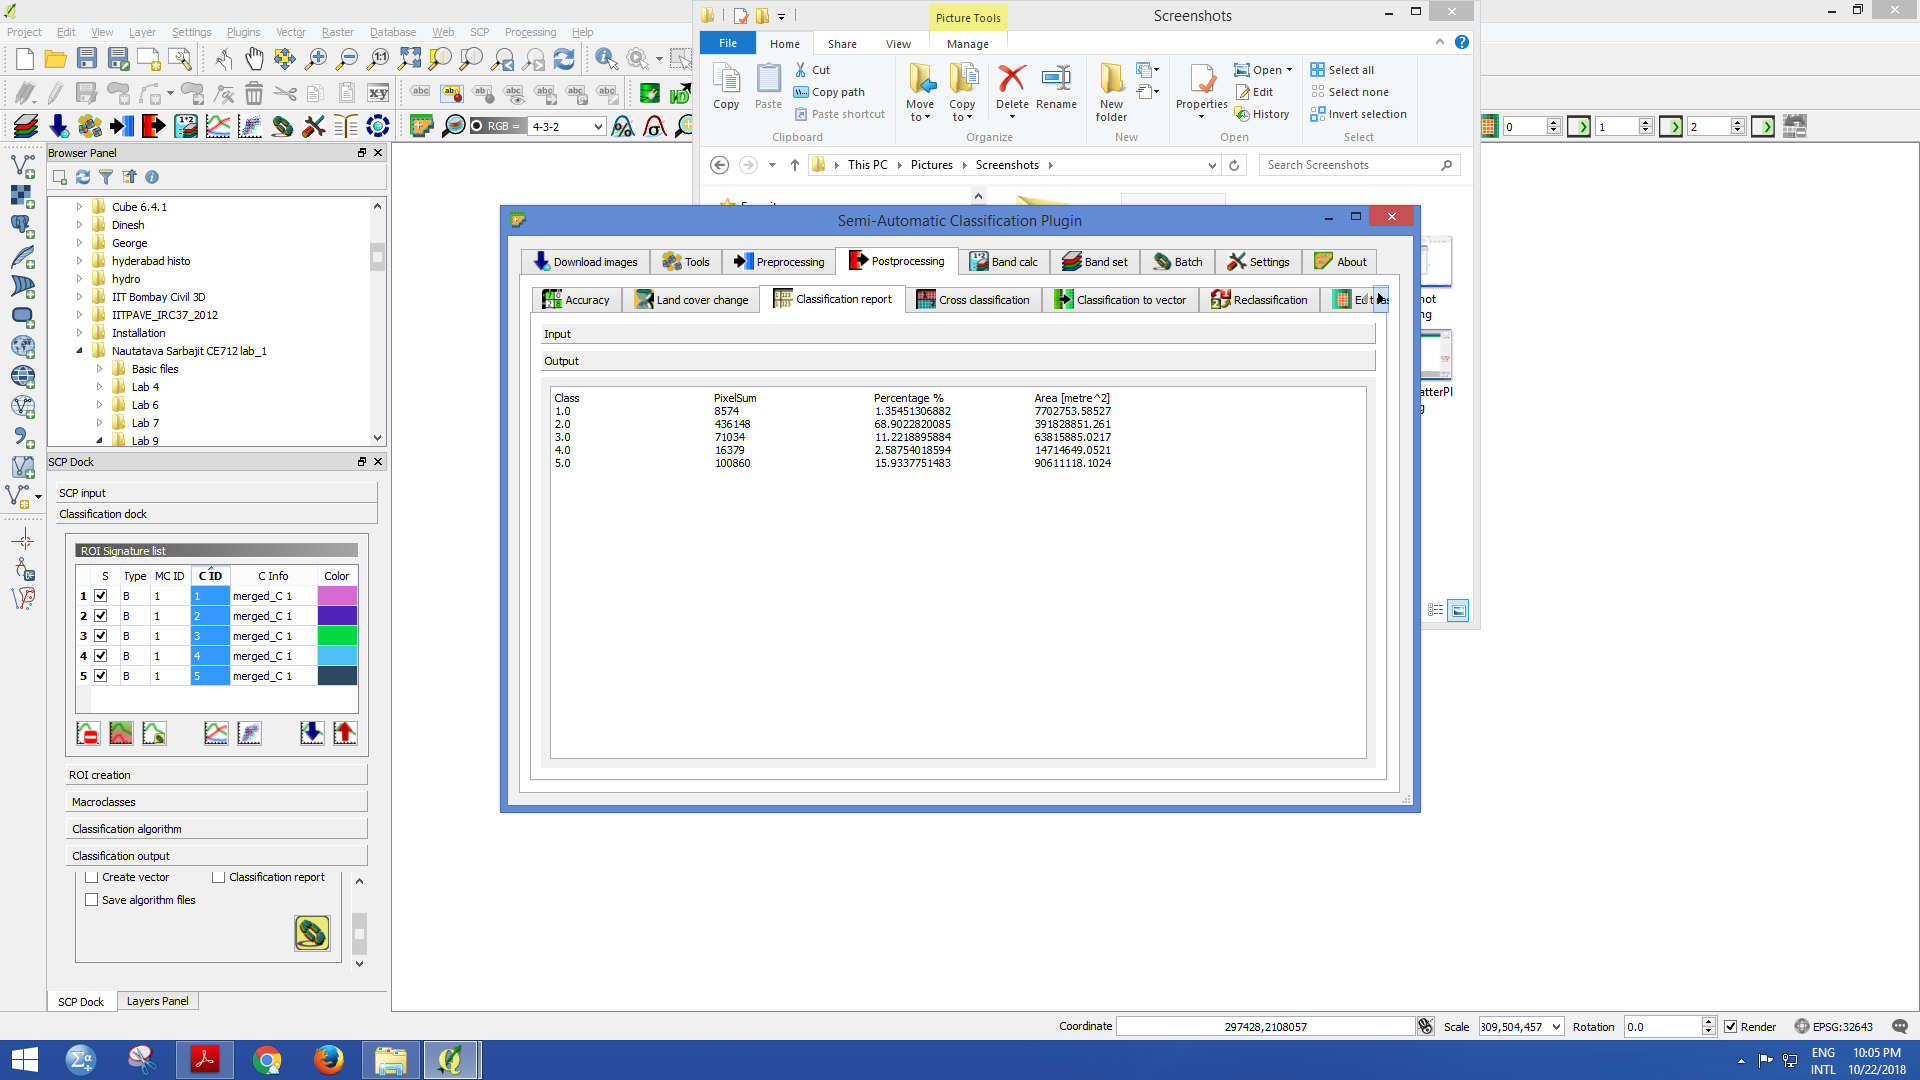 Project Edit View Layer Settings Plugins Vector Raster Database Web SCP Processing Help
RGB = 4-3-2
0 1 2
Picture Tools
Screenshots
File Home Share View Manage
Copy
Paste
Cut
Copy path
Paste shortcut
Clipboard
Move to
Copy to
Delete
Rename
Organize
New folder
New
Properties
Open
Edit
History
Open
Select all
Select none
Invert selection
Select
This PC Pictures Screenshots
Search Screenshots
Browser Panel
Cube 6.4.1
Dinesh
George
hyderabad histo
hydro
IIT Bombay Civil 3D
IITPAVE_IRC37_2012
Installation
Nautatava Sarbajit CE712 lab_1
Basic files
Lab 4
Lab 6
Lab 7
Lab 9
SCP Dock
SCP input
Classification dock
ROI Signature list
S Type MC ID C ID C Info Color
1 B 1 1 merged_C 1
2 B 1 2 merged_C 1
3 B 1 3 merged_C 1
4 B 1 4 merged_C 1
5 B 1 5 merged_C 1
ROI creation
Macroclasses
Classification algorithm
Classification output
Create vector Classification report
Save algorithm files
SCP Dock Layers Panel
Semi-Automatic Classification Plugin
Download images Tools Preprocessing Postprocessing Band calc Band set Batch Settings About
Accuracy Land cover change Classification report Cross classification Classification to vector Reclassification
Input
Output
Class PixelSum Percentage % Area [metre^2]
1.0 8574 1.35451306882 7702753.58527
2.0 436148 68.9022820085 391828851.261
3.0 71034 11.2218895884 63815885.0217
4.0 16379 2.58754018594 14714649.0521
5.0 100860 15.9337751483 90611118.1024
Coordinate 297428,2108057 Scale 309,504,457 Rotation 0.0 Render EPSG:32643
ENG
INTL
10:05 PM
10/22/2018